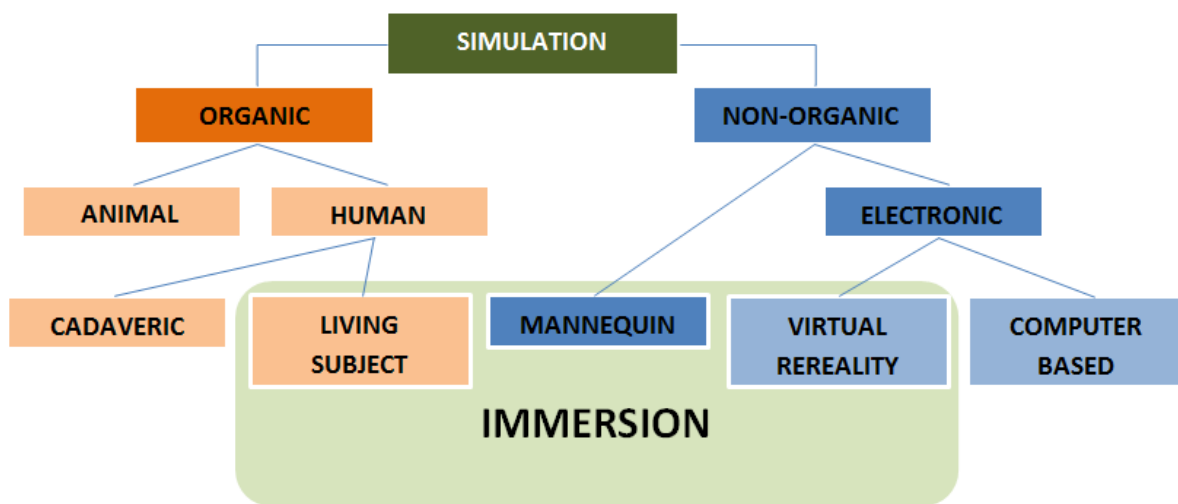 SIMULATION
ORGANIC
NON-ORGANIC
ANIMAL
HUMAN
ELECTRONIC
CADAVERIC
LIVING
SUBJECT
MANNEQUIN
VIRTUAL
REREALITY
COMPUTER
BASED
IMMERSION